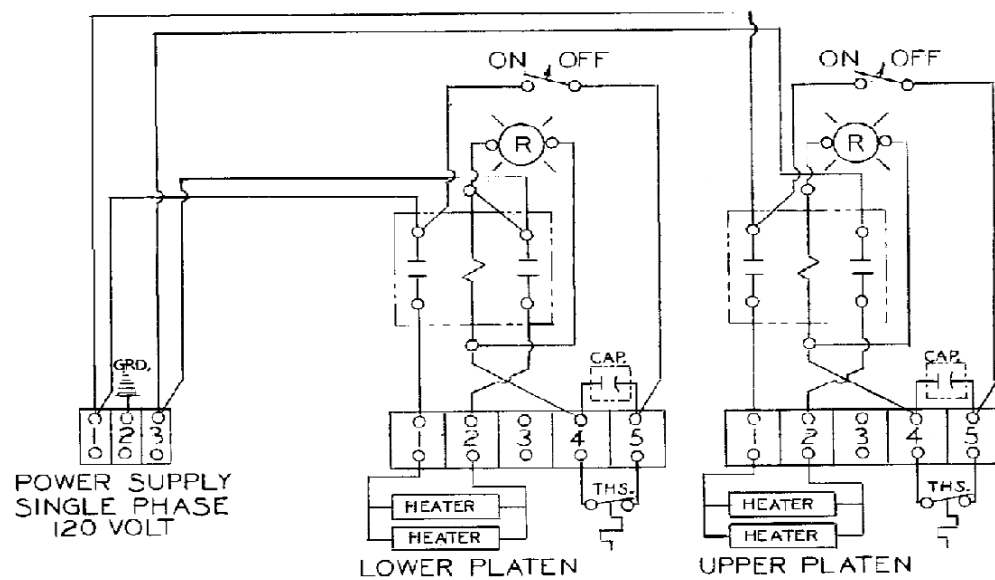 ON OFF
ON OFF
R
R
GRD.
CAP.
CAP.
1 2 3
1 2 3 4 5
1 2 3 4 5
POWER SUPPLY
SINGLE PHASE
120 VOLT
THS.
THS.
HEATER
HEATER
HEATER
HEATER
LOWER PLATEN
UPPER PLATEN